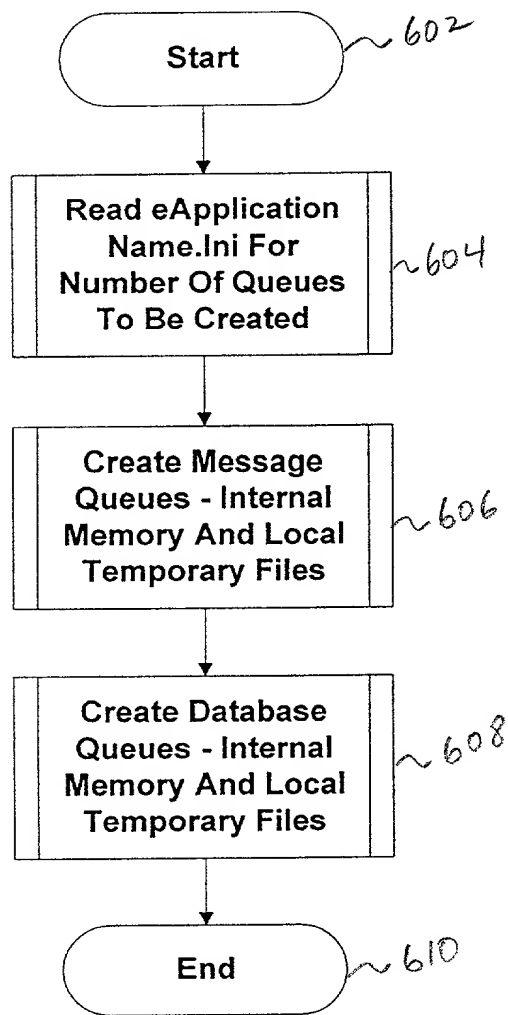 Start
602
Read eApplication
Name.Ini For
Number Of Queues
To Be Created
604
Create Message
Queues - Internal
Memory And Local
Temporary Files
606
Create Database
Queues - Internal
Memory And Local
Temporary Files
608
End
610